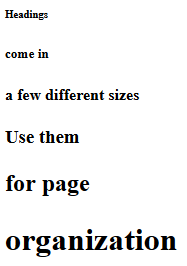 Headings
come in
a few different sizes
Use them
for page
organization